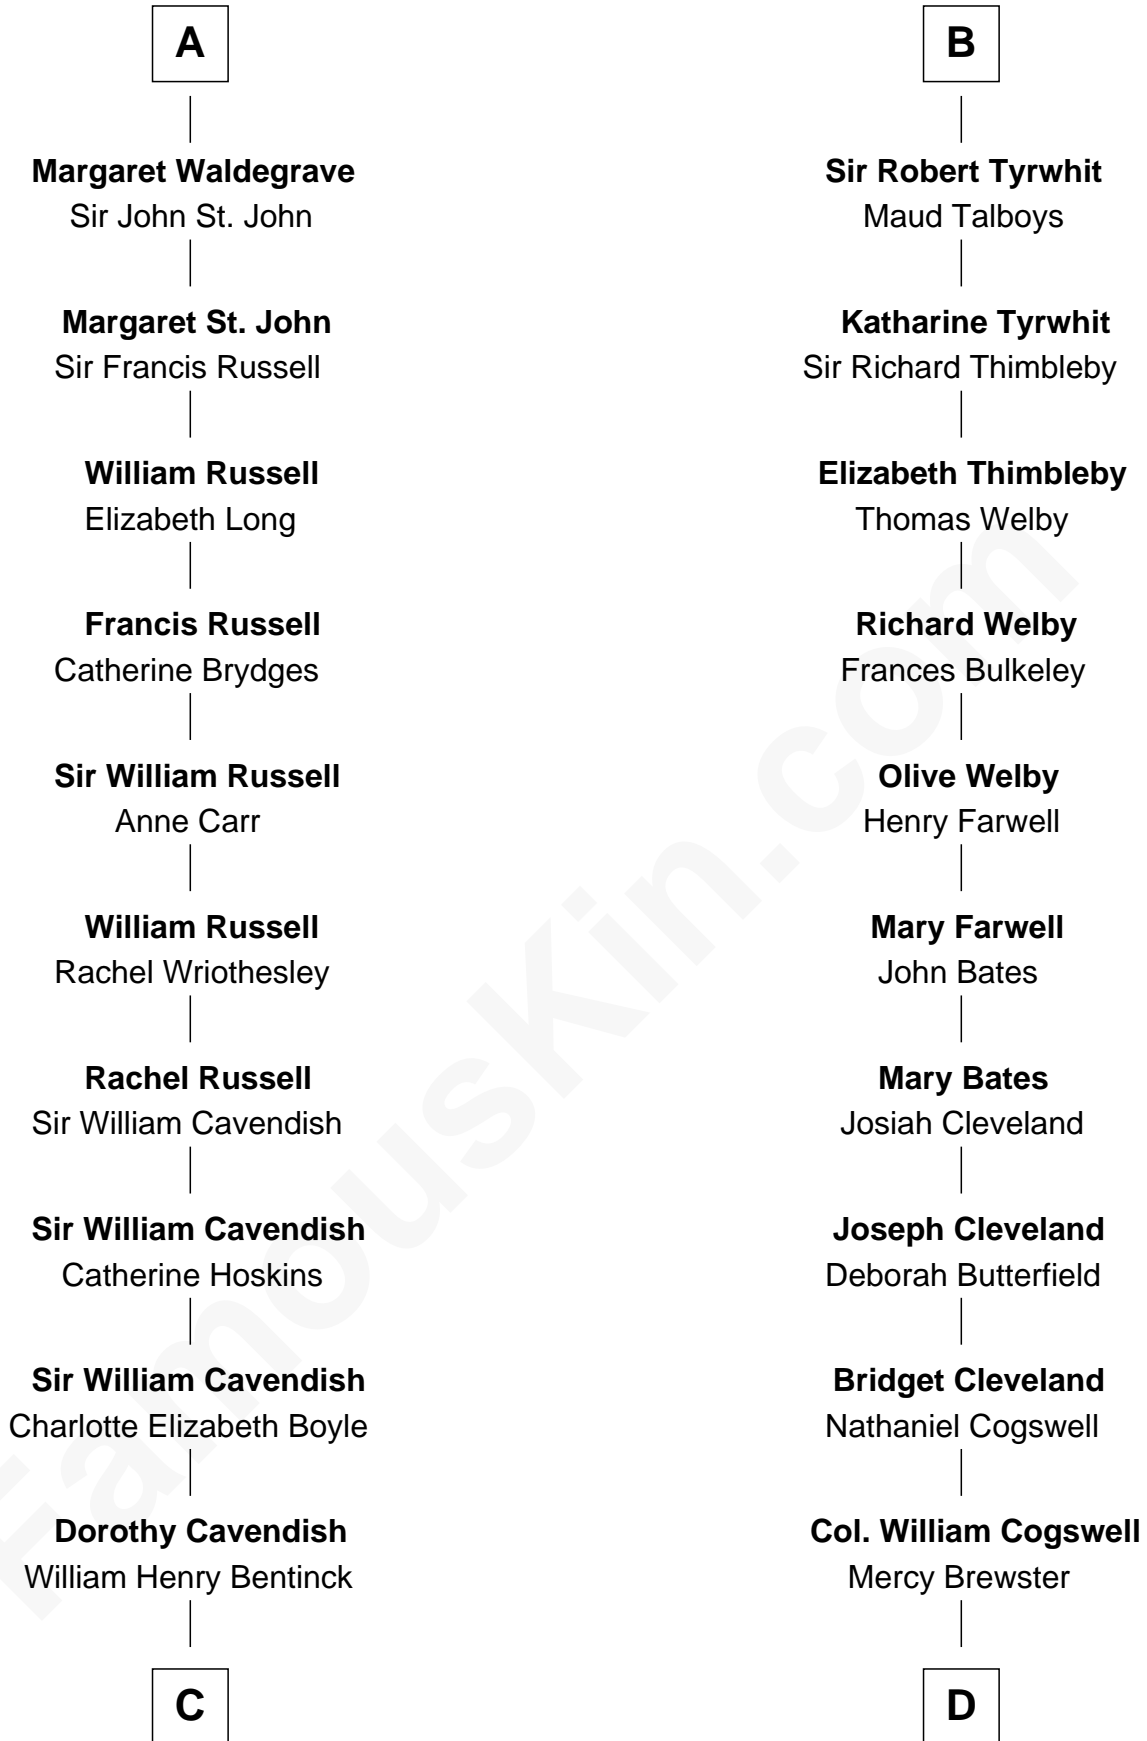 A
Margaret Waldegrave
Sir John St. John
Margaret St. John
Sir Francis Russell
William Russell
Elizabeth Long
Francis Russell
Catherine Brydges
Sir William Russell
Anne Carr
William Russell
Rachel Wriothesley
Rachel Russell
Sir William Cavendish
Sir William Cavendish
Catherine Hoskins
Sir William Cavendish
Charlotte Elizabeth Boyle
Dorothy Cavendish
William Henry Bentinck
C
B
Sir Robert Tyrwhit
Maud Talboys
Katharine Tyrwhit
Sir Richard Thimbleby
Elizabeth Thimbleby
Thomas Welby
Richard Welby
Frances Bulkeley
Olive Welby
Henry Farwell
Mary Farwell
John Bates
Mary Bates
Josiah Cleveland
Joseph Cleveland
Deborah Butterfield
Bridget Cleveland
Nathaniel Cogswell
Col. William Cogswell
Mercy Brewster
D
FamousKin.com